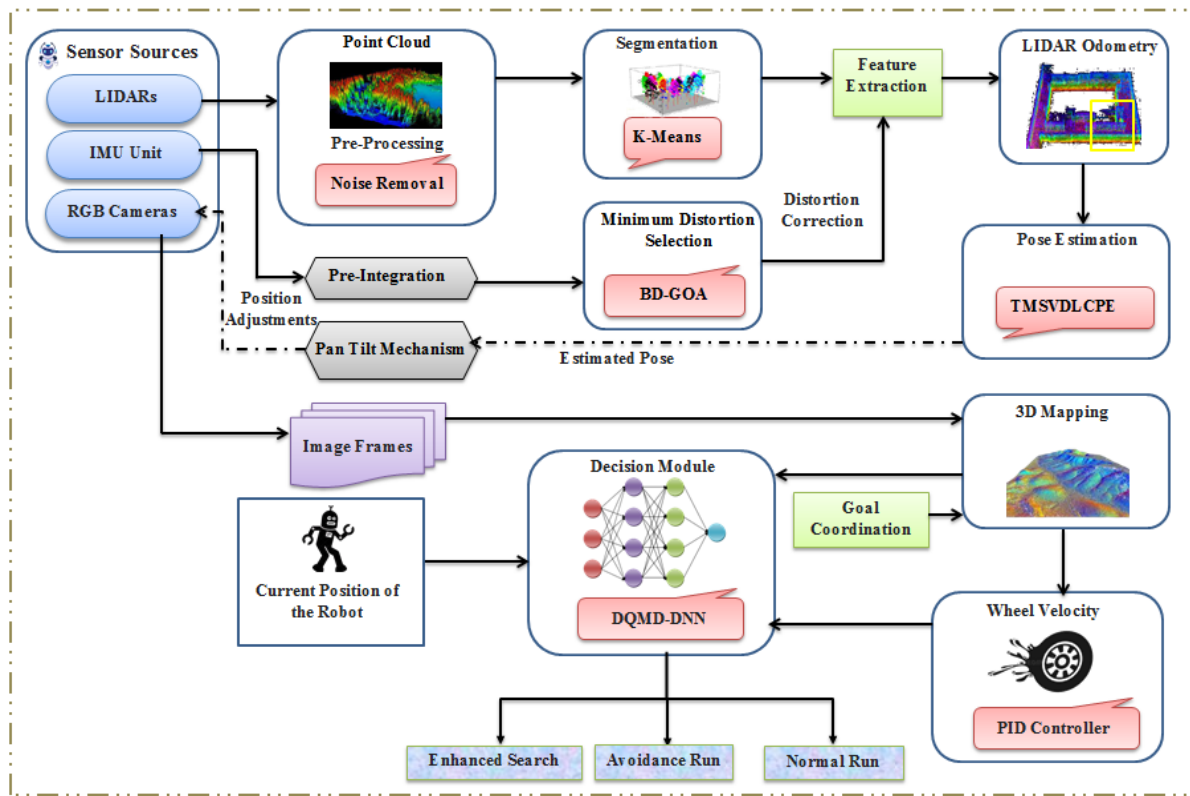 Sensor Sources
LIDARs
IMU Unit
RGB Cameras
Point Cloud
Pre-Processing
Noise Removal
Segmentation
K-Means
Feature
Extraction
LIDAR Odometry
Minimum Distortion
Selection
BD-GOA
Distortion
Correction
Pose Estimation
TMSVDLCPE
Pre-Integration
Position
Adjustments
Pan Tilt Mechanism
Estimated Pose
Image Frames
3D Mapping
Decision Module
DQMD-DNN
Goal
Coordination
Current Position of
the Robot
Wheel Velocity
PID Controller
Enhanced Search
Avoidance Run
Normal Run